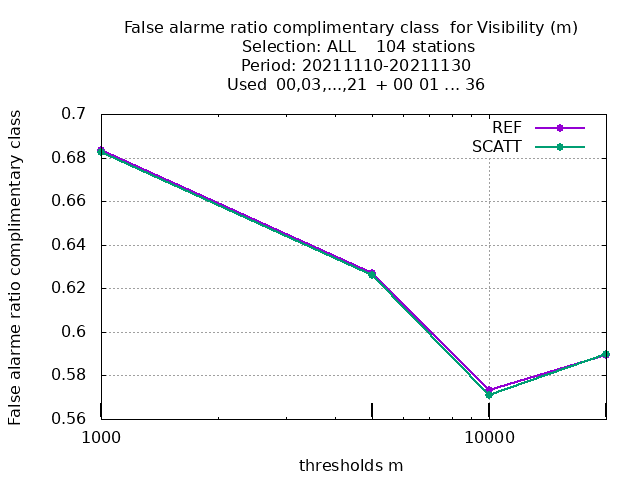 False alarme ratio complimentary class  for Visibility (m)
Selection: ALL    104 stations
Period: 20211110-20211130
Used  00,03,...,21  + 00 01 ... 36
False alarme ratio complimentary class
0.7
0.68
0.66
0.64
0.62
0.6
0.58
0.56
REF
SCATT
1000
10000
thresholds m